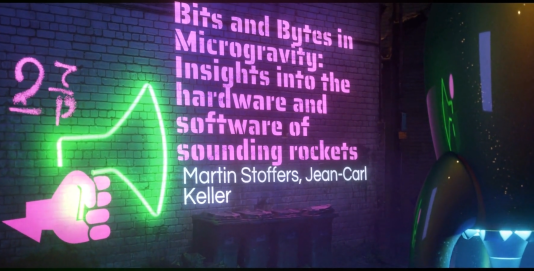 Bits and Bytes in
Microgravity:
Insights into the
hardware and
software of
sounding rockets
Martin Stoffers, Jean-Carl
Keller